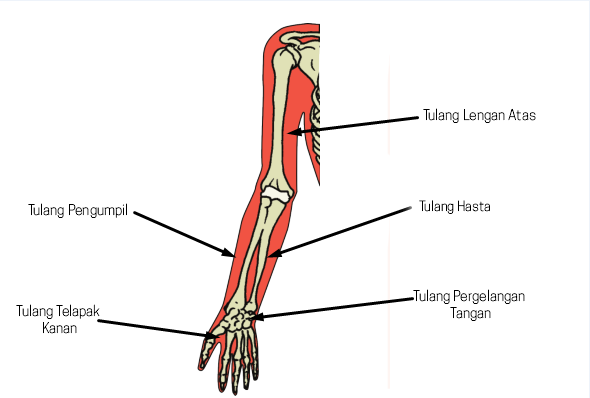 Tulang Lengan Atas
Tulang Pengumpil
Tulang Hasta
Tulang Telapak
Kanan
Tulang Pergelangan
Tangan